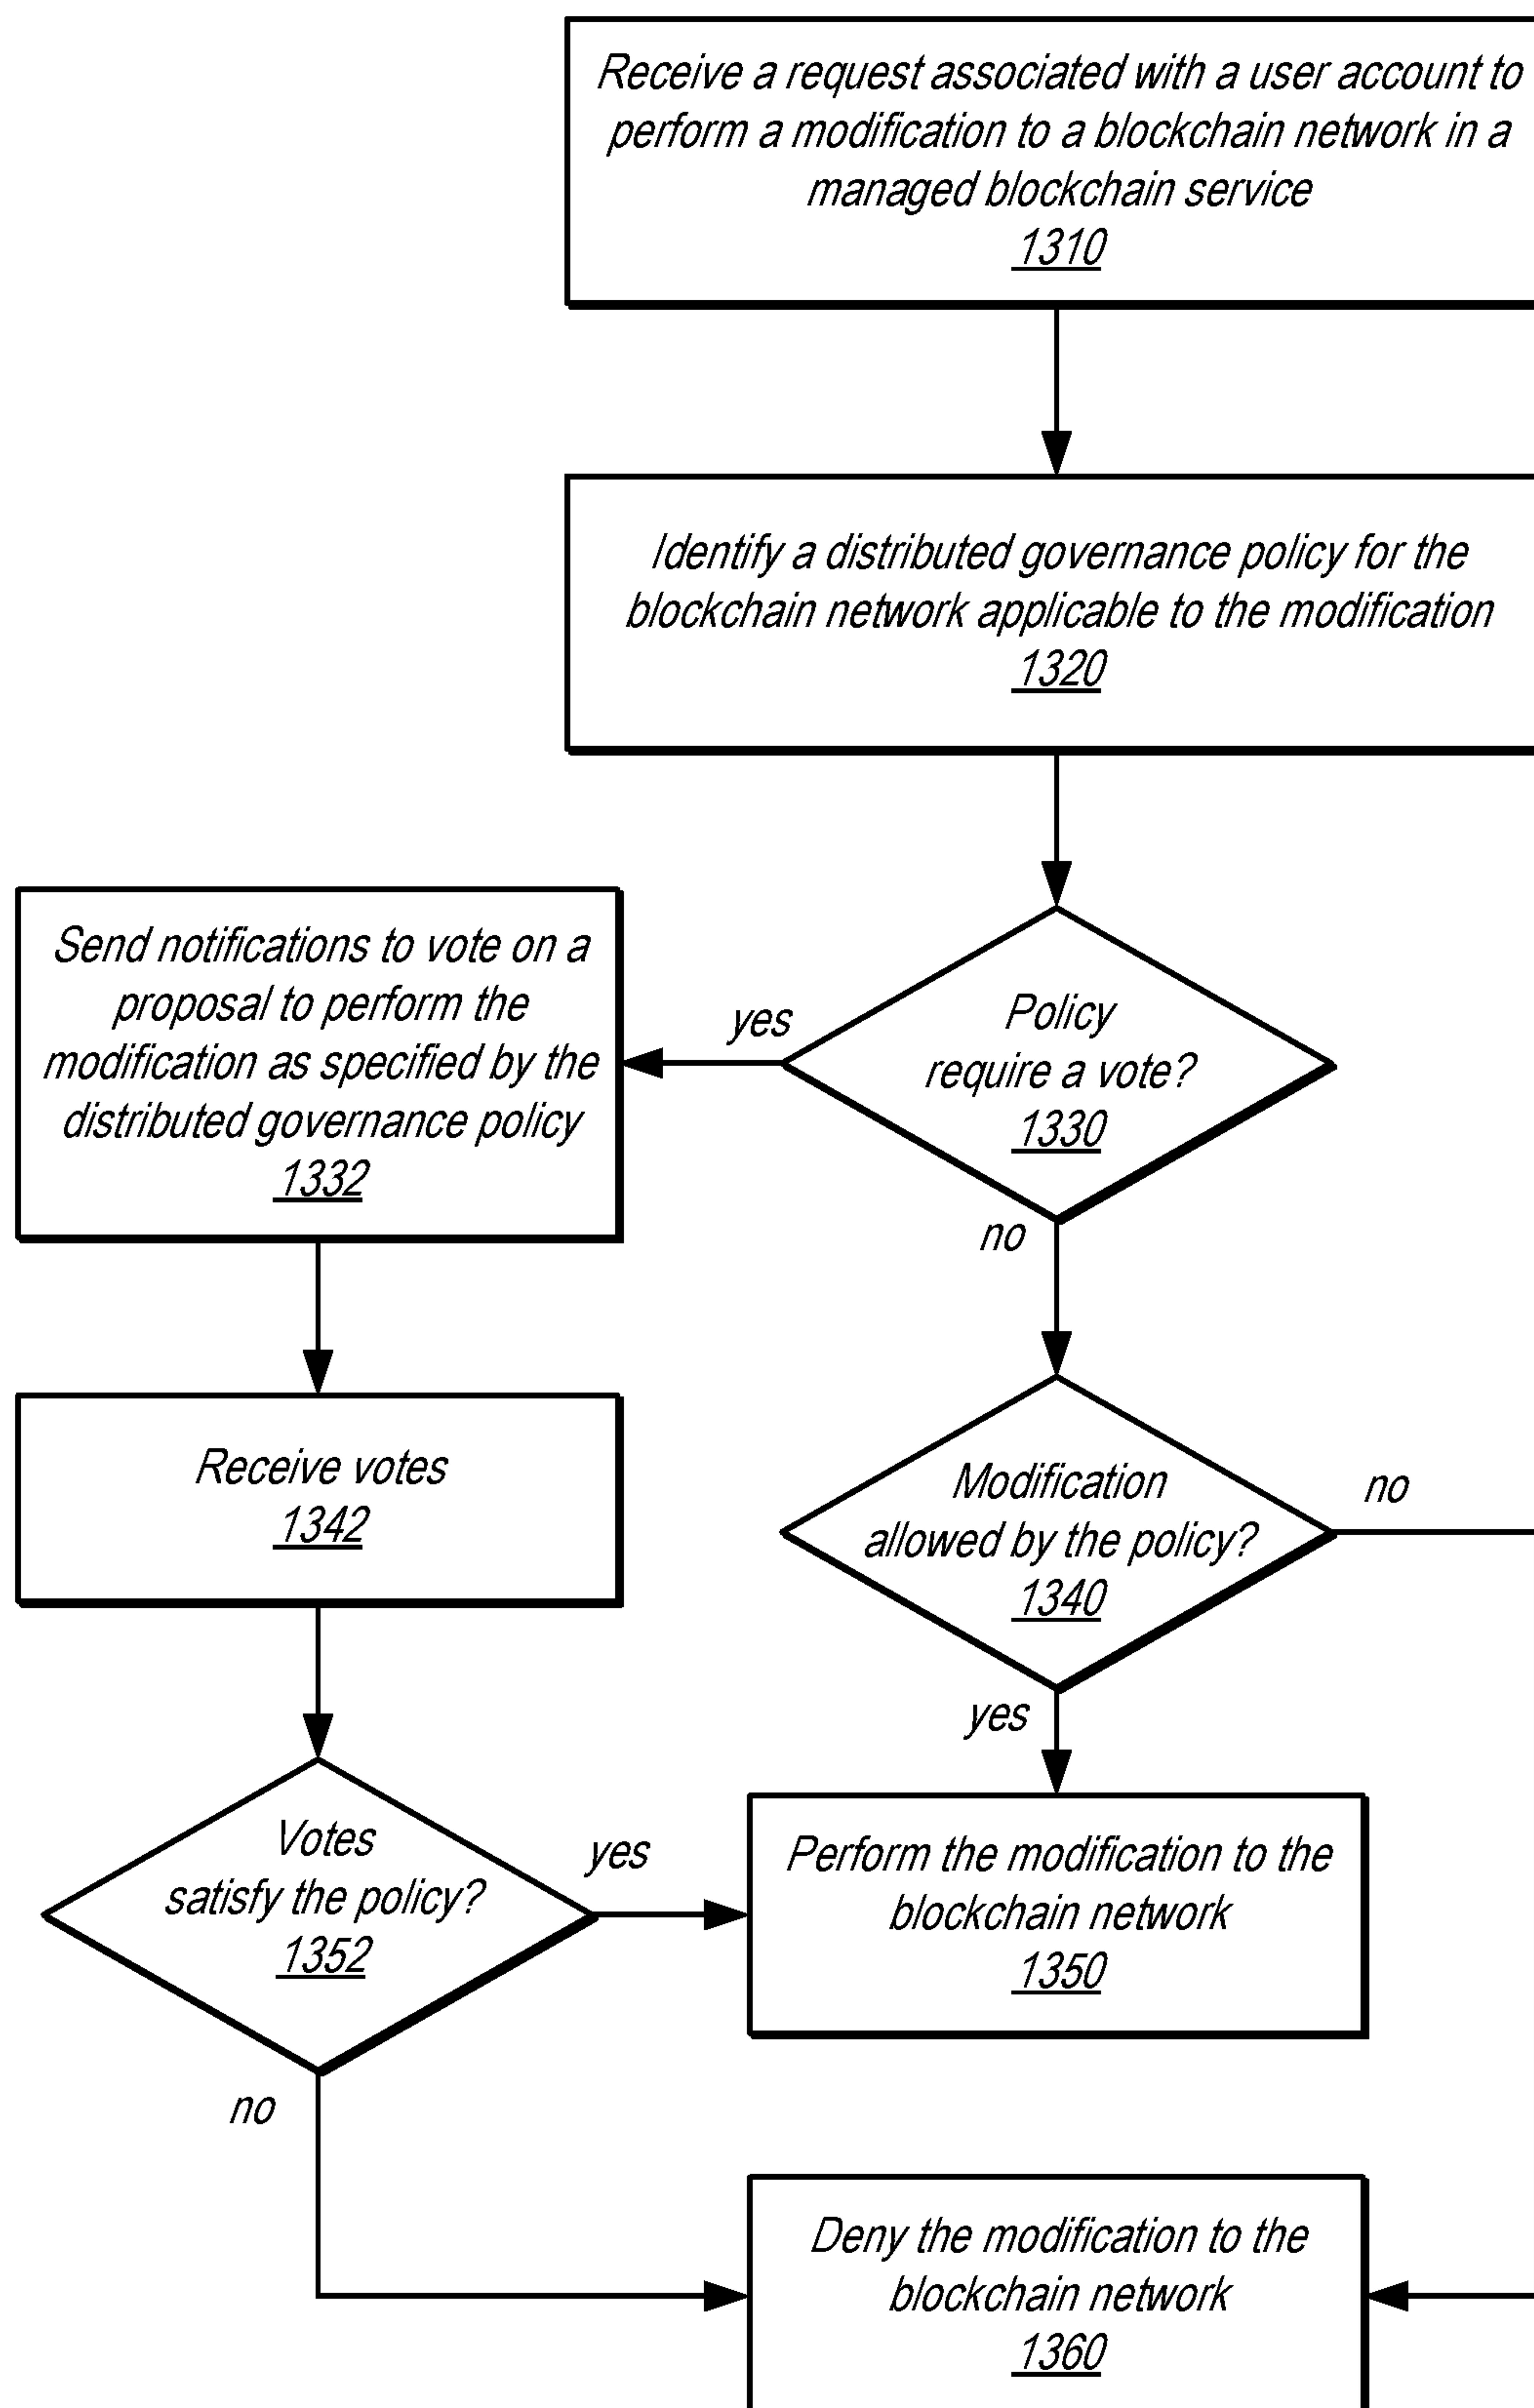 Receive a request associated with a user account to
perform a modification to a blockchain network in a
managed blockchain service
1310
Identify a distributed governance policy for the
blockchain network applicable to the modification
1320
Policy
require a vote?
1330
yes
no
Send notifications to vote on a
proposal to perform the
modification as specified by the
distributed governance policy
1332
Receive votes
1342
Modification
allowed by the policy?
1340
no
yes
Votes
satisfy the policy?
1352
yes
no
Perform the modification to the
blockchain network
1350
Deny the modification to the
blockchain network
1360